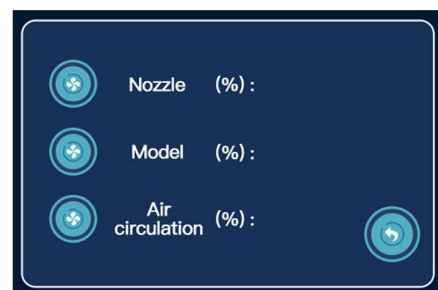 Nozzle (%) :
Model (%) :
Air
circulation (%) :